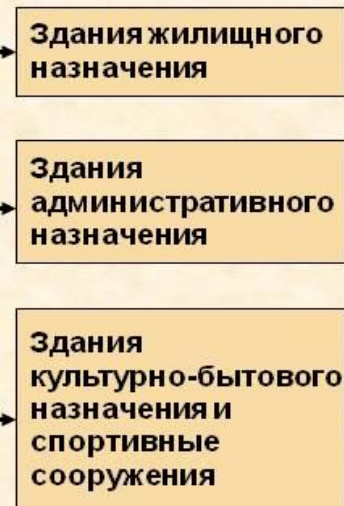 Здания жилищного
назначения
Здания
административного
назначения
Здания
культурно-бытового
назначения и
спортивные
сооружения